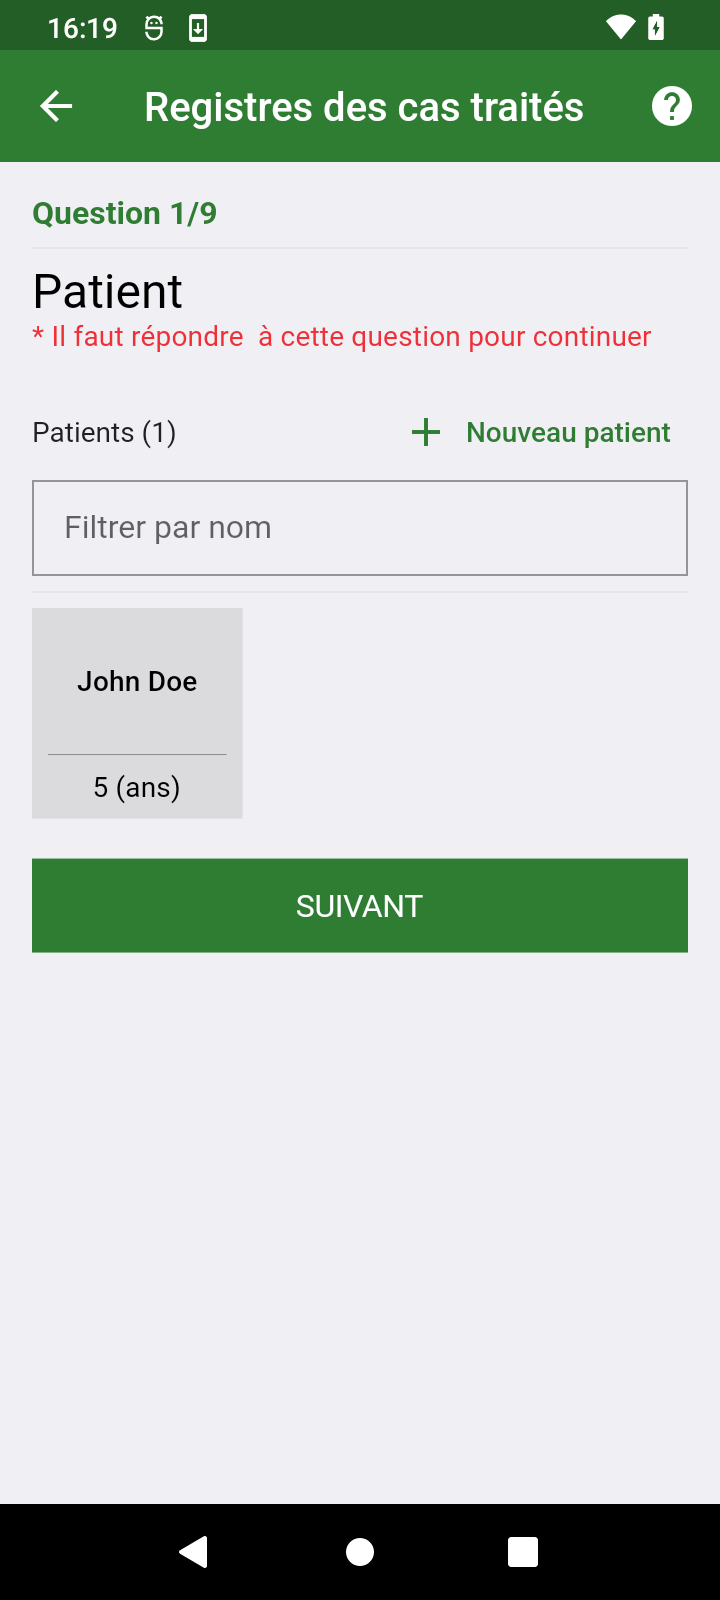 16:19
Registres des cas traités
Question 1/9
Patient
* Il faut répondre  à cette question pour continuer
Patients (1)
Nouveau patient
Filtrer par nom
John Doe
5 (ans)
SUIVANT